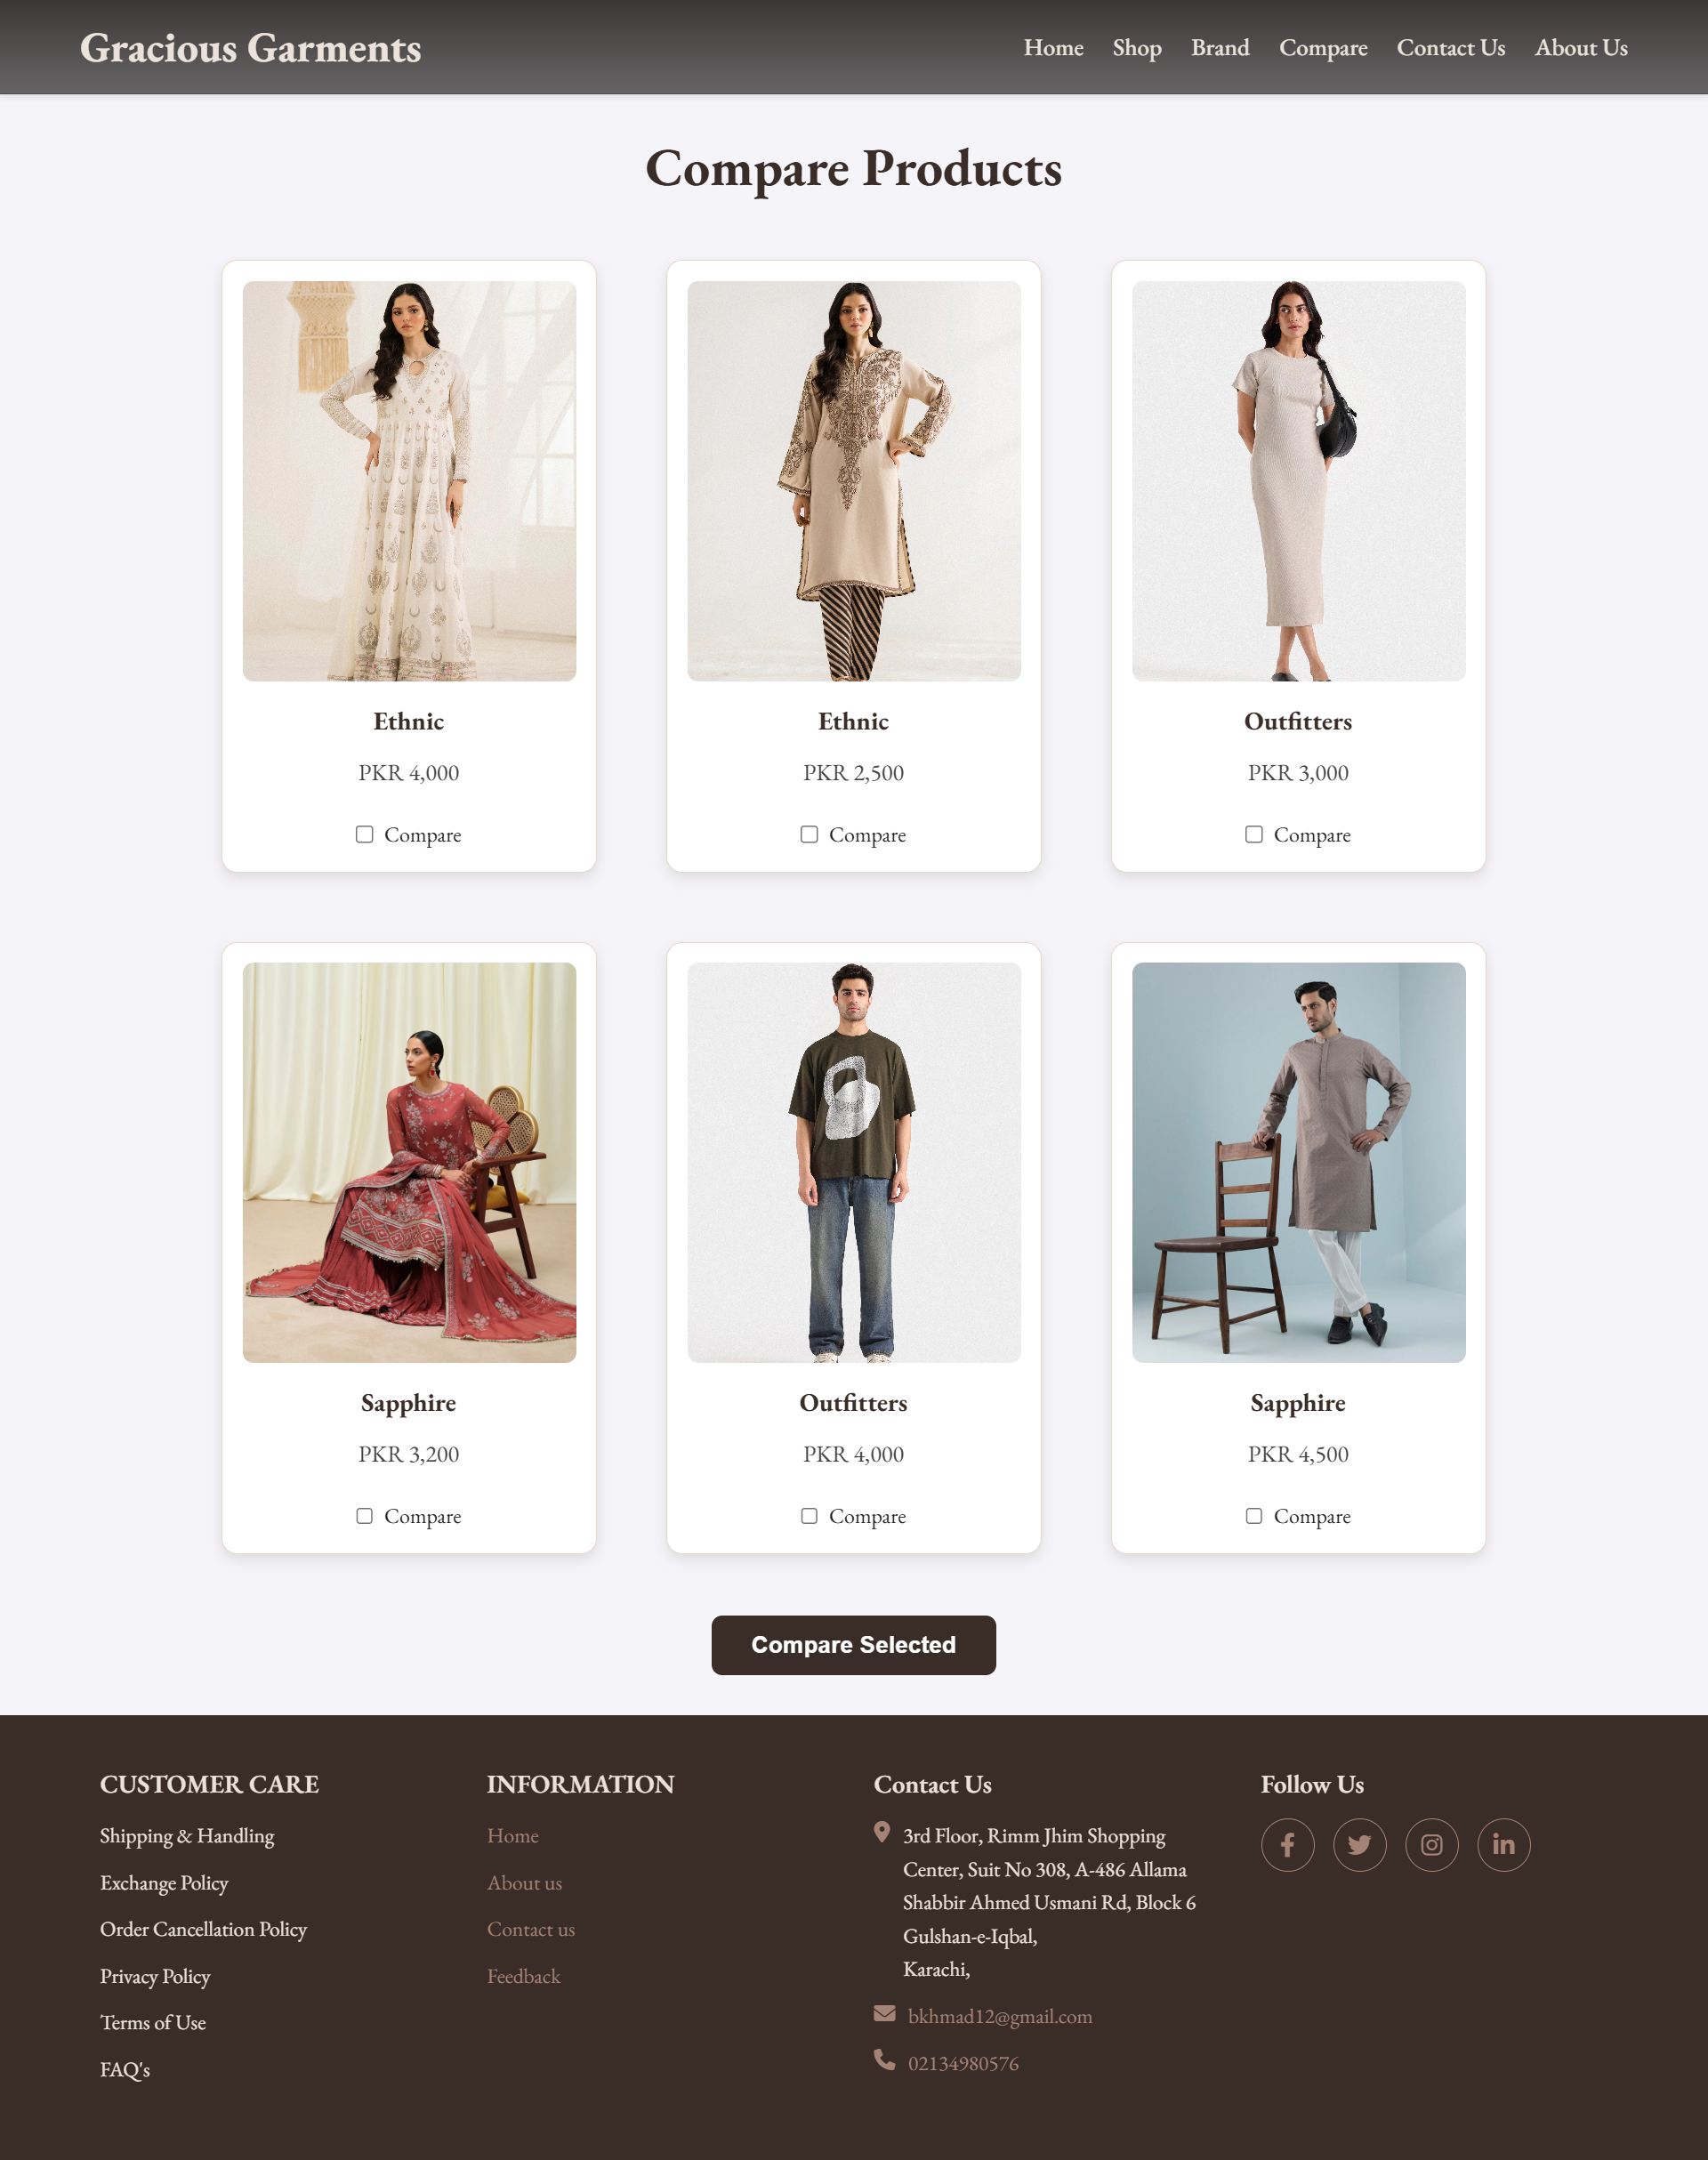 Gracious Garments
Home Shop Brand Compare Contact Us About Us
Compare Products
Ethnic
PKR 4,000
Compare
Ethnic
PKR 2,500
Compare
Outfitters
PKR 3,000
Compare
Sapphire
PKR 3,200
Compare
Outfitters
PKR 4,000
Compare
Sapphire
PKR 4,500
Compare
Compare Selected
CUSTOMER CARE
Shipping & Handling
Exchange Policy
Order Cancellation Policy
Privacy Policy
Terms of Use
FAQ's
INFORMATION
Home
About us
Contact us
Feedback
Contact Us
3rd Floor, Rimm Jhim Shopping
Center, Suit No 308, A-486 Allama
Shabbir Ahmed Usmani Rd, Block 6
Gulshan-e-Iqbal,
Karachi,
bkhmad12@gmail.com
02134980576
Follow Us